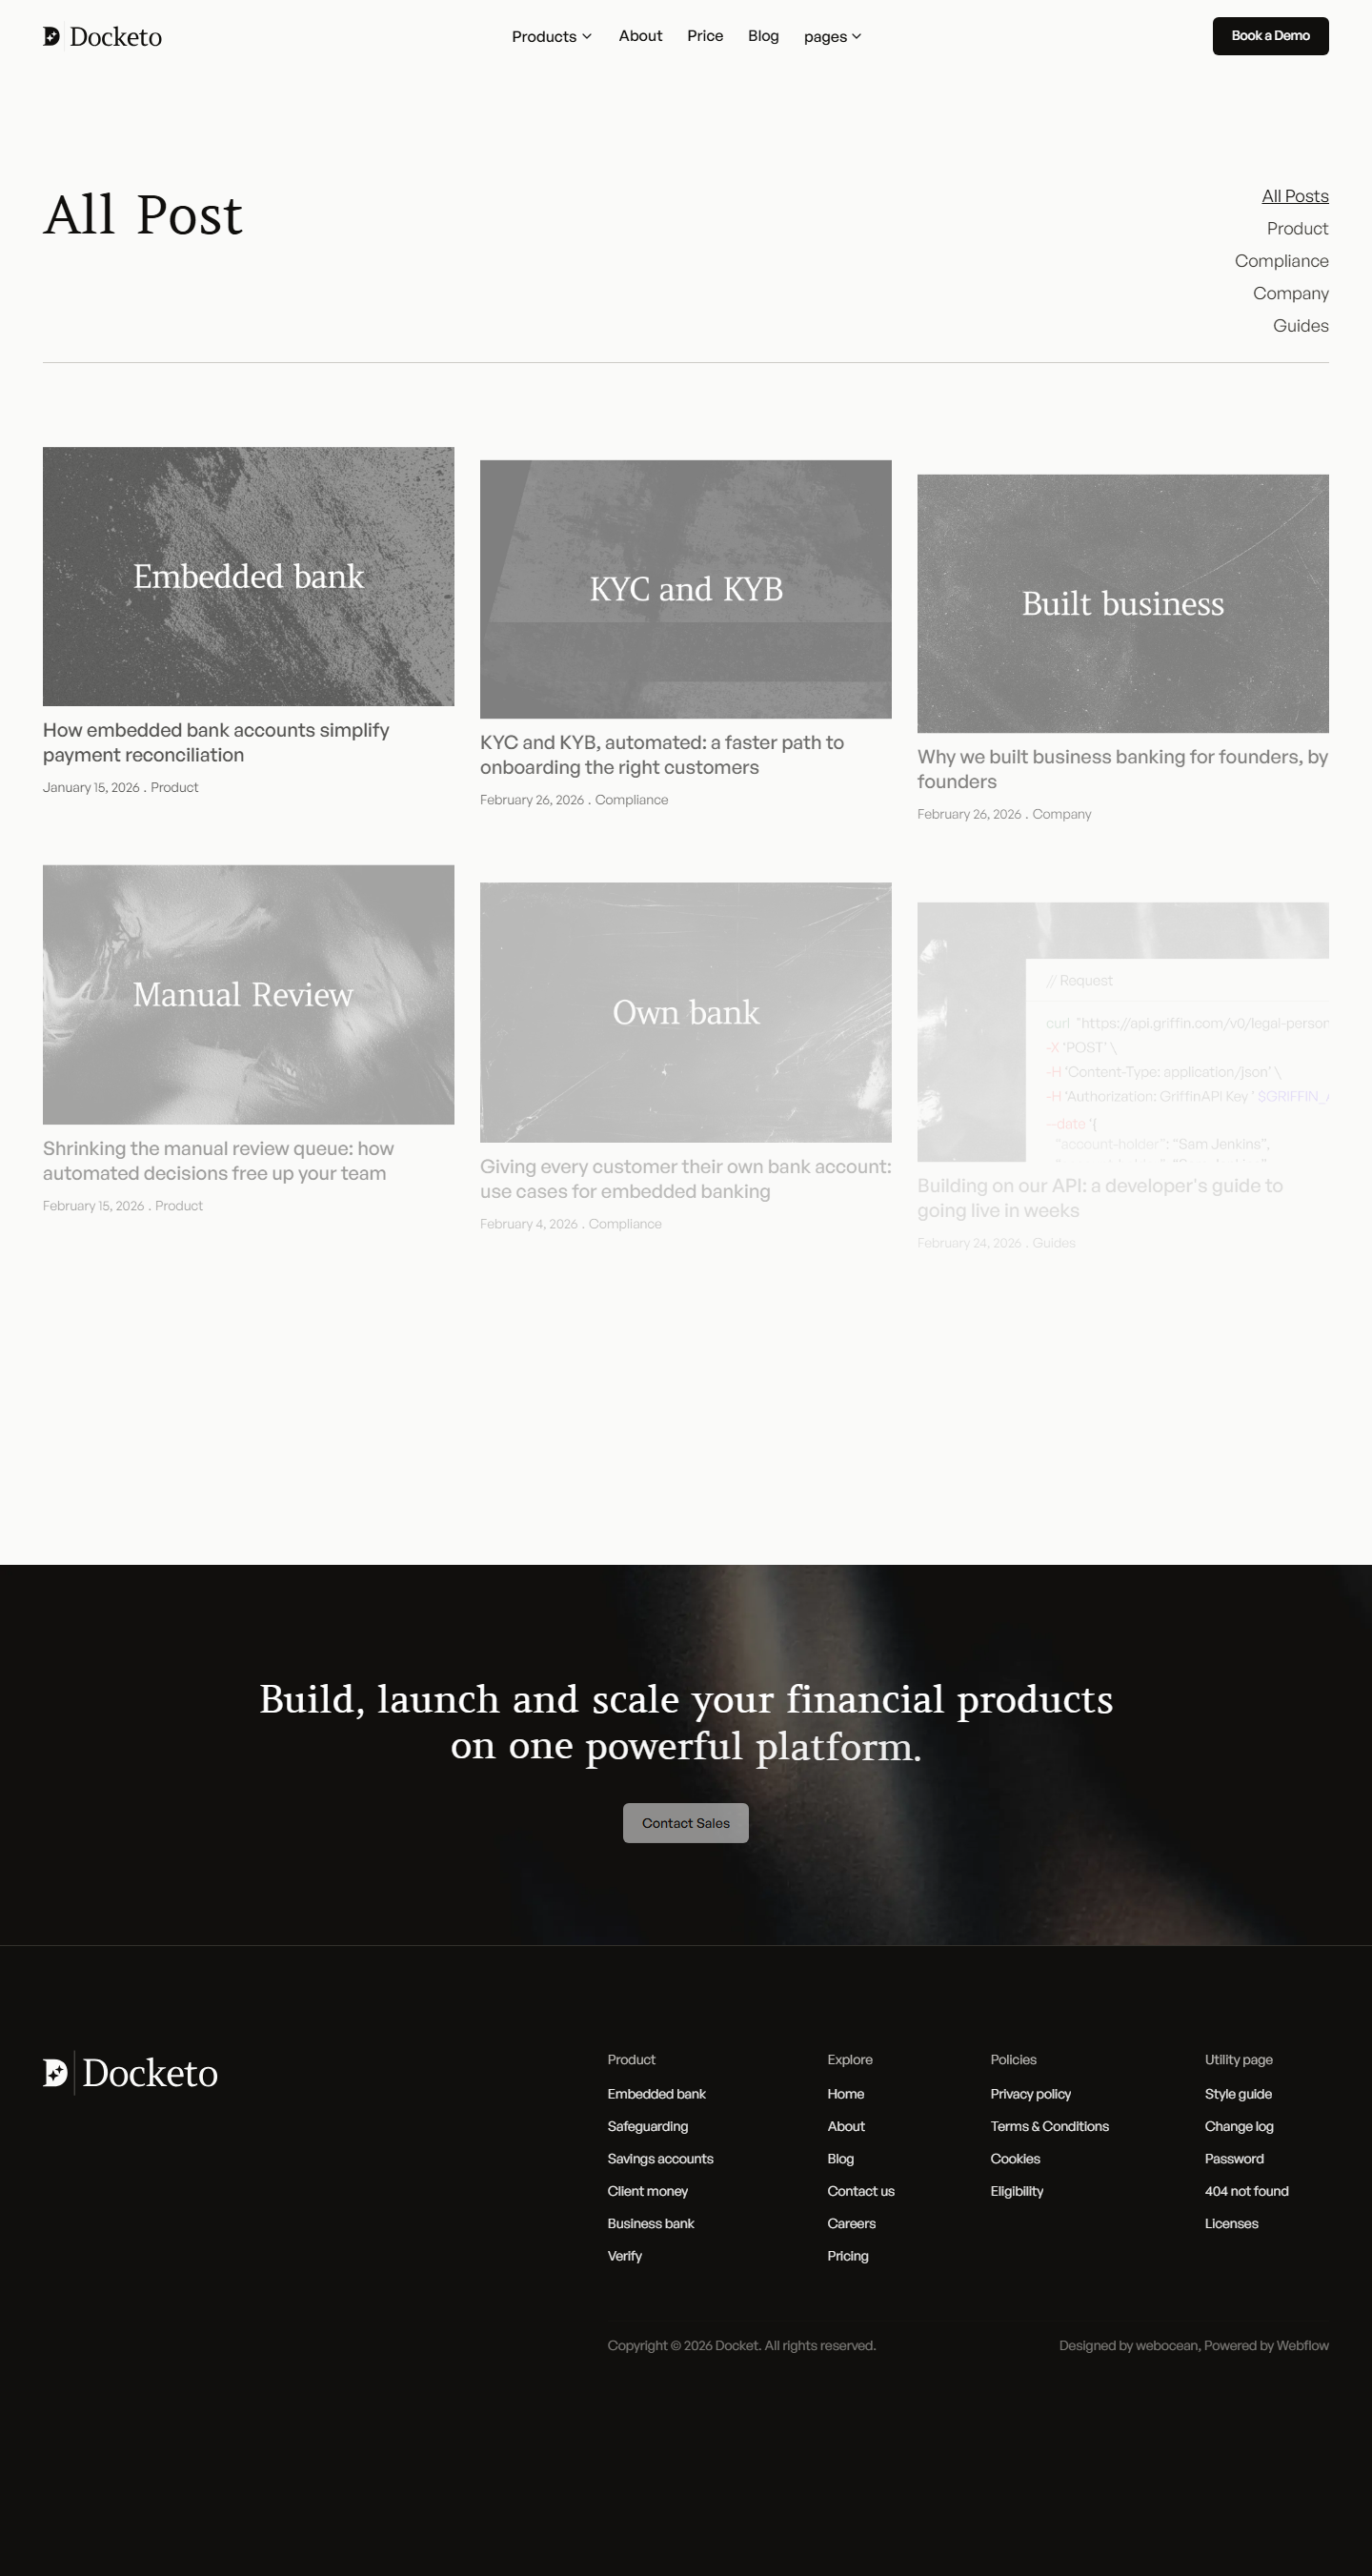 Docketo
Products
About
Price
Blog
pages
Book a Demo
All Post
All Posts
Product
Compliance
Company
Guides
Embedded bank
How embedded bank accounts simplify
payment reconciliation
January 15, 2026 . Product
KYC and KYB
KYC and KYB, automated: a faster path to
onboarding the right customers
February 26, 2026 . Compliance
Built business
Why we built business banking for founders, by
founders
February 26, 2026 . Company
Manual Review
Shrinking the manual review queue: how
automated decisions free up your team
February 15, 2026 . Product
Own bank
Giving every customer their own bank account:
use cases for embedded banking
February 4, 2026 . Compliance
// Request
curl "https://api.griffin.com/v0/legal-person
-X 'POST' \
-H 'Content-Type: application/json' \
-H 'Authorization: GriffinAPI Key ' $GRIFFIN_
--data '{
"account-holder": "Sam Jenkins",
Building on our API: a developer's guide to
going live in weeks
February 24, 2026 . Guides
Build, launch and scale your financial products
on one powerful platform.
Contact Sales
Docketo
Product
Embedded bank
Safeguarding
Savings accounts
Client money
Business bank
Verify
Explore
Home
About
Blog
Contact us
Careers
Pricing
Policies
Privacy policy
Terms & Conditions
Cookies
Eligibility
Utility page
Style guide
Change log
Password
404 not found
Licenses
Copyright © 2026 Docket. All rights reserved.
Designed by webocean, Powered by Webflow